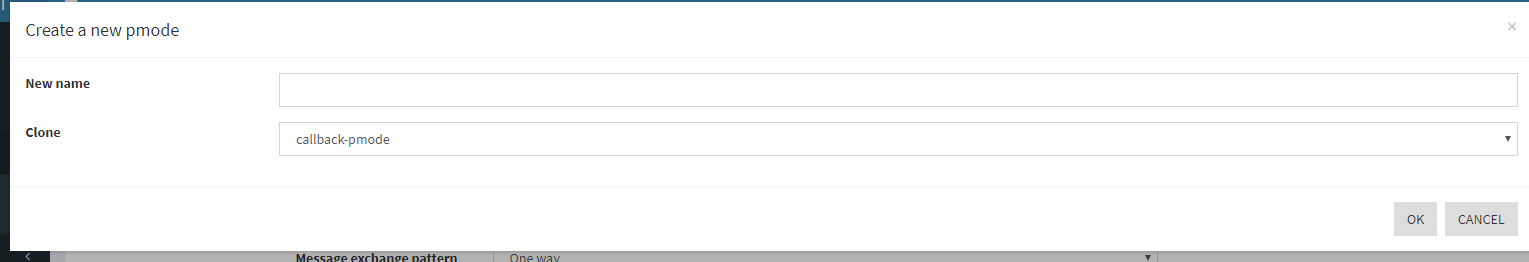 Create a new pmode ×
New name
Clone callback-pmode
OK CANCEL
Message exchange pattern One way